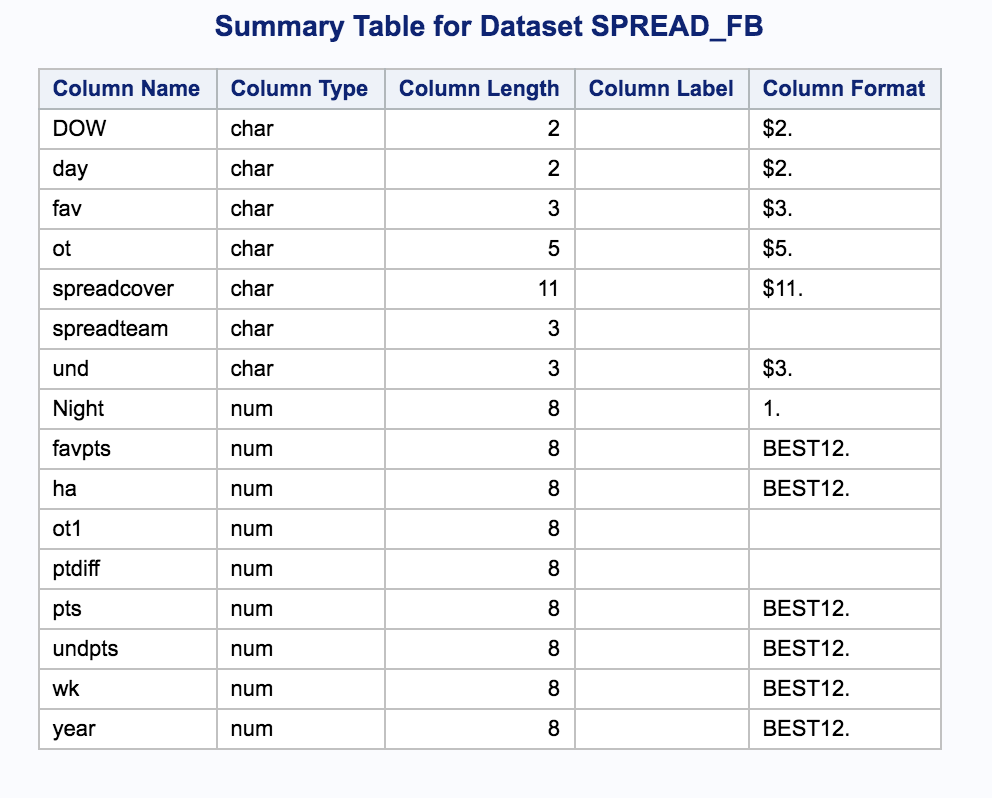 Summary Table for Dataset SPREAD_FB
Column Name Column Type Column Length Column Label Column Format
DOW char 2 $2.
day char 2 $2.
fav char 3 $3.
ot char 5 $5.
spreadcover char 11 $11.
spreadteam char 3
und char 3 $3.
Night num 8 1.
favpts num 8 BEST12.
ha num 8 BEST12.
ot1 num 8
ptdiff num 8
pts num 8 BEST12.
undpts num 8 BEST12.
wk num 8 BEST12.
year num 8 BEST12.